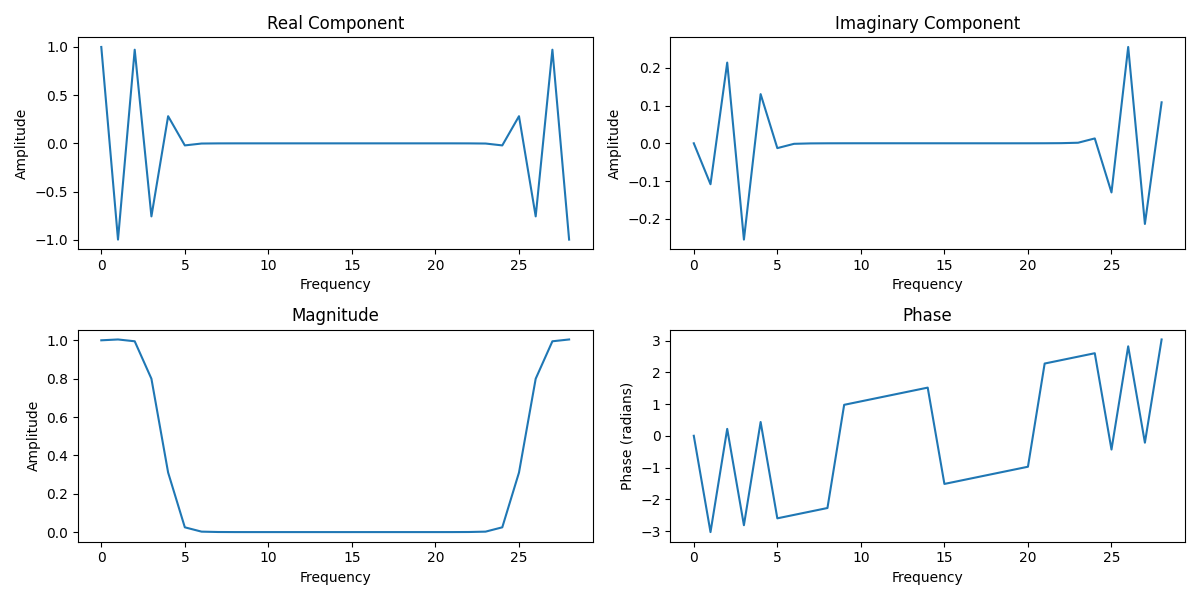 Real Component
Amplitude
1.0
0.5
0.0
−0.5
−1.0
0 5 10 15 20 25
Frequency
Imaginary Component
Amplitude
0.2
0.1
0.0
−0.1
−0.2
0 5 10 15 20 25
Frequency
Magnitude
Amplitude
1.0
0.8
0.6
0.4
0.2
0.0
0 5 10 15 20 25
Frequency
Phase
Phase (radians)
3
2
1
0
−1
−2
−3
0 5 10 15 20 25
Frequency